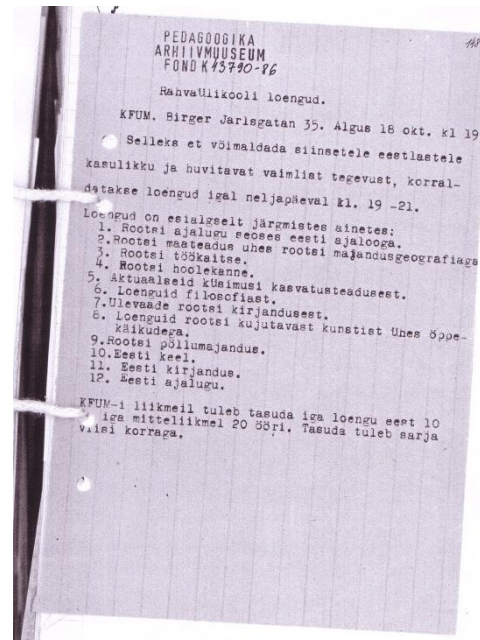 148
PEDAGOOGIKA
ARHIIVMUUSEUM
FOND K 13790-86
Rahvaülikooli loengud.
KFUM. Birger Jarlsgatan 35. Algus 18 okt. kl 19
Selleks et võimaldada siinsetele eestlastele
kasulikku ja huvitavat vaimlist tegevust, korral-
datakse loengud igal neljapäeval kl. 19 -21.
Loengud on esialgselt järgmistes ainetes:
1. Rootsi ajalugu seoses eesti ajalooga.
2.Rootsi maateadus uhes rootsi majandusgeografiaga
3. Rootsi töökaitse.
4. Rootsi hoolekanne.
5. Aktuaalseid küsimusi kasvatusteadusest.
6. Loenguid filosofiast.
7.Ulevaade rootsi kirjandusest.
8. Loenguid rootsi kujutavast kunstist ühes õppe-
käikudega.
9.Rootsi põllumajandus.
10.Eesti keel.
11. Eesti kirjandus.
12. Eesti ajalugu.
KFUM-i liikmeil tuleb tasuda iga loengu eest 10
iga mitteliikmel 20 ööri. Tasuda tuleb sarja
viisi korraga.